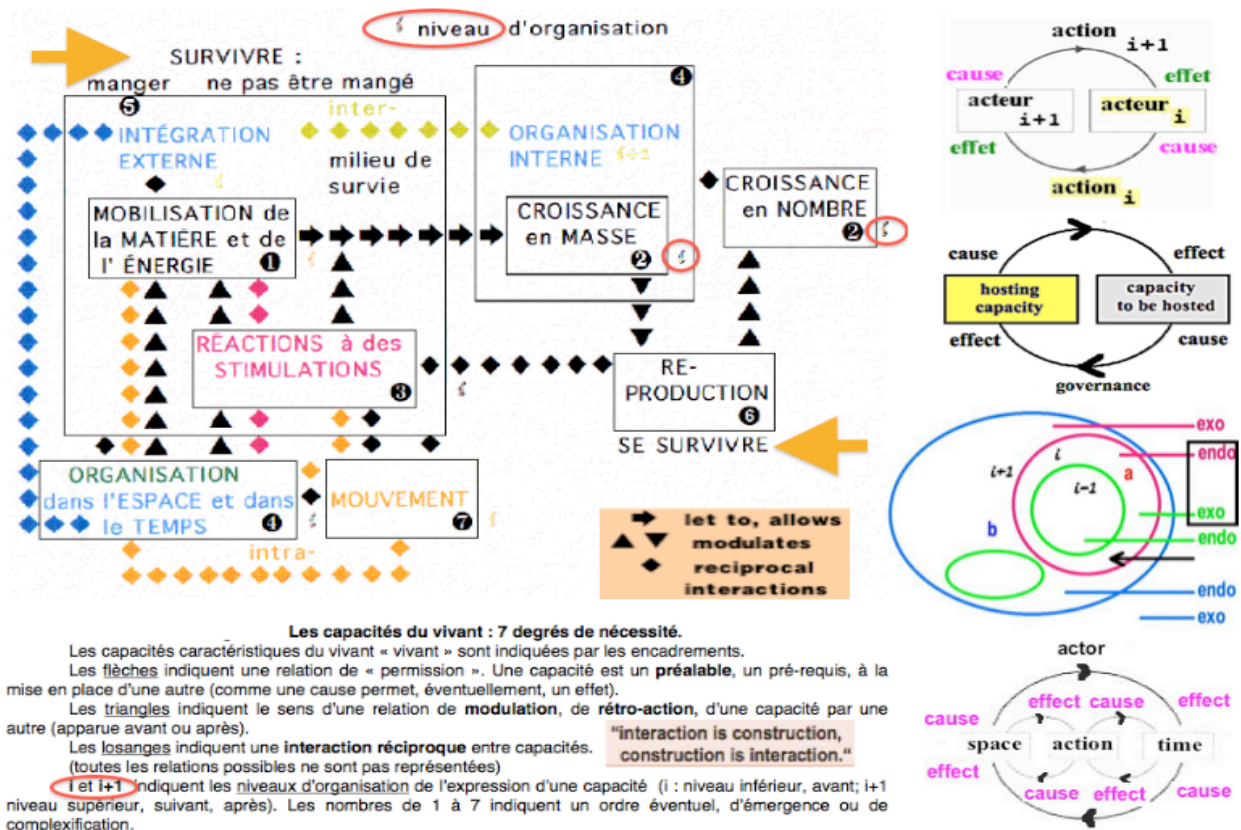 i niveau d'organisation
SURVIVRE :
manger ne pas être mangé
❺
inter-
❹
INTÉGRATION
EXTERNE
milieu de
survie
ORGANISATION
INTERNE i+1
MOBILISATION de
la MATIÈRE et de
l' ÉNERGIE ❶
CROISSANCE
en MASSE
❷
CROISSANCE
en NOMBRE
❷
RÉACTIONS à des
STIMULATIONS
❸
RE-
PRODUCTION
❻
SE SURVIVRE
ORGANISATION
dans l'ESPACE et dans
le TEMPS ❹
MOUVEMENT
❼
intra-
let to, allows
modulates
reciprocal
interactions
Les capacités du vivant : 7 degrés de nécessité.
Les capacités caractéristiques du vivant « vivant » sont indiquées par les encadrements.
Les flèches indiquent une relation de « permission ». Une capacité est un préalable, un pré-requis, à la
mise en place d'une autre (comme une cause permet, éventuellement, un effet).
Les triangles indiquent le sens d'une relation de modulation, de rétro-action, d'une capacité par une
autre (apparue avant ou après).
Les losanges indiquent une interaction réciproque entre capacités.
(toutes les relations possibles ne sont pas représentées)
"interaction is construction,
construction is interaction."
i et i+1 indiquent les niveaux d'organisation de l'expression d'une capacité (i : niveau inférieur, avant; i+1
niveau supérieur, suivant, après). Les nombres de 1 à 7 indiquent un ordre éventuel, d'émergence ou de
complexification.
action i+1
cause effet
acteur i+1 acteur i
effet cause
action i
cause effect
hosting
capacity
capacity
to be hosted
effect cause
governance
exo
endo
i+1 i a
i-1
exo
b
endo
endo
exo
actor
cause effect cause effect
space action time
effect cause effect cause